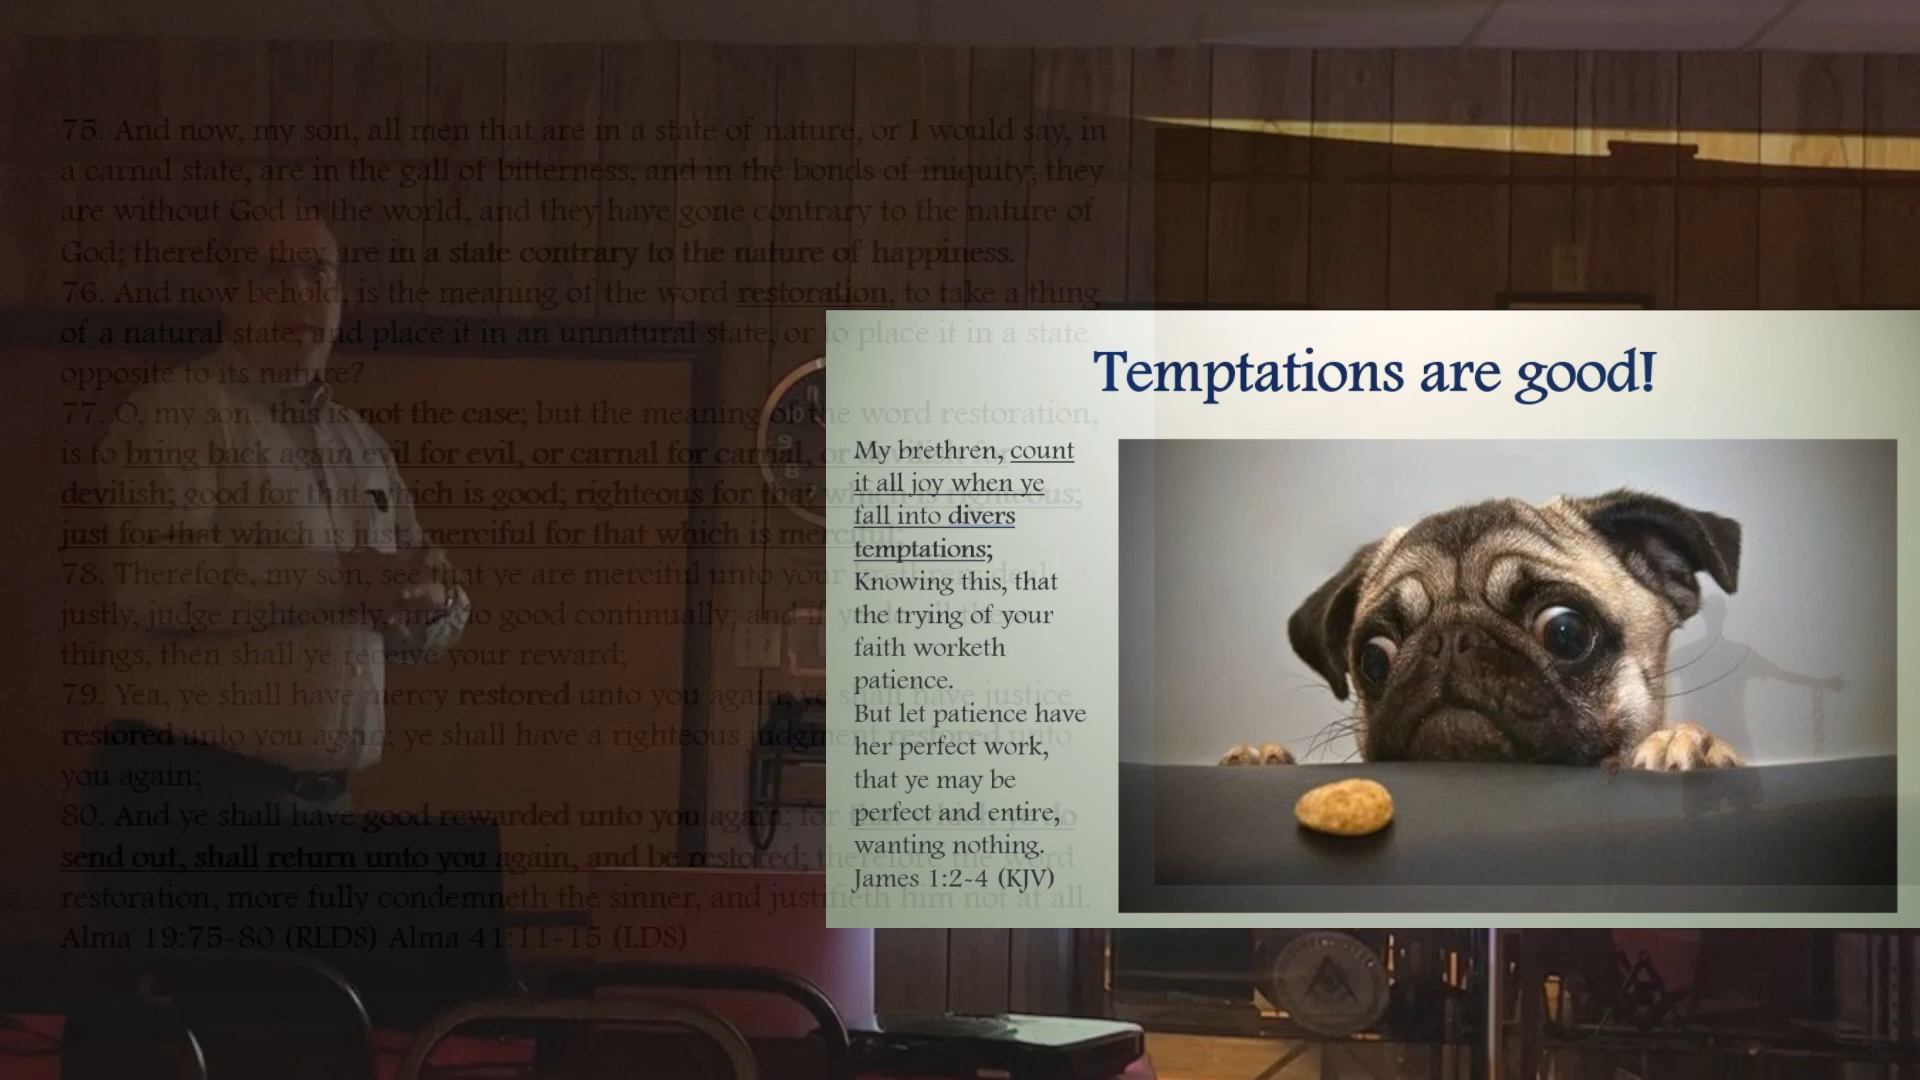 75. And now, my son, all men that are in a state of nature, or I would say, in
a carnal state, are in the gall of bitterness, and in the bonds of iniquity; they
are without God in the world, and they have gone contrary to the nature of
God; therefore they are in a state contrary to the nature of happiness.
76. And now behold, is the meaning of the word restoration, to take a thing
of a natural state, and place it in an unnatural state, or to place it in a state
opposite to its nature?
77. O, my son, this is not the case; but the meaning of the word restoration,
is to bring back again evil for evil, or carnal for carnal, or devilish for
devilish; good for that which is good; righteous for that which is righteous;
just for that which is just; merciful for that which is merciful.
78. Therefore, my son, see that ye are merciful unto your brethren; deal
justly, judge righteously, and do good continually; and if ye do all these
things, then shall ye receive your reward;
79. Yea, ye shall have mercy restored unto you again; ye shall have justice
restored unto you again; ye shall have a righteous judgment restored unto
you again;
80. And ye shall have good rewarded unto you again; for that which ye do
send out, shall return unto you again, and be restored; therefore the word
restoration, more fully condemneth the sinner, and justifieth him not at all.
Alma 19:75-80 (RLDS) Alma 41:11-15 (LDS)
Temptations are good!
My brethren, count
it all joy when ye
fall into divers
temptations;
Knowing this, that
the trying of your
faith worketh
patience.
But let patience have
her perfect work,
that ye may be
perfect and entire,
wanting nothing.
James 1:2-4 (KJV)
10
9
8